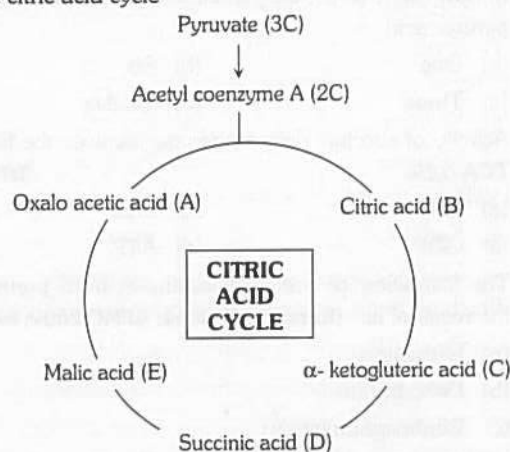 citric acid cycle
Pyruvate (3C)
Acetyl coenzyme A (2C)
Oxalo acetic acid (A)
Citric acid (B)
CITRIC
ACID
CYCLE
Malic acid (E)
α- ketogluteric acid (C)
Succinic acid (D)